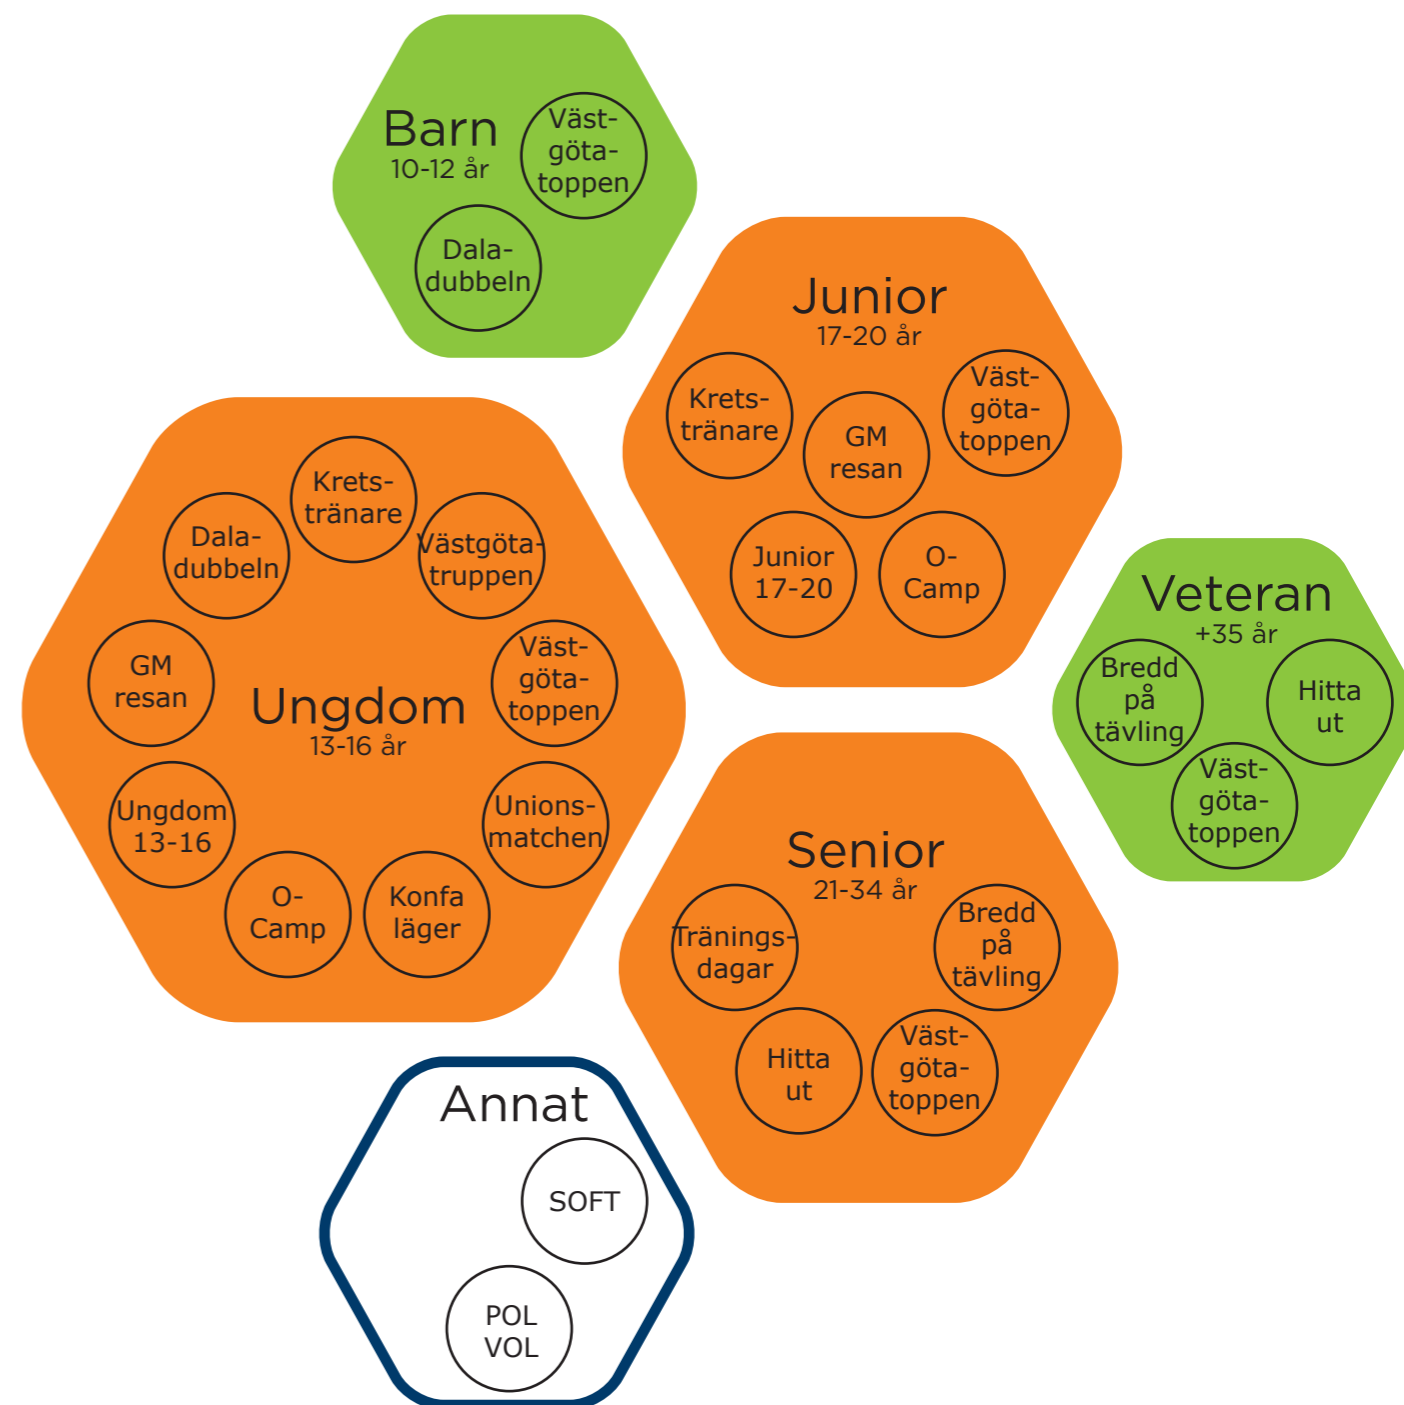 Barn
10-12 år
Väst-
göta-
toppen
Dala-
dubbeln
Junior
17-20 år
Krets-
tränare
GM
resan
Väst-
göta-
toppen
Junior
17-20
O-
Camp
Ungdom
13-16 år
Krets-
tränare
Dala-
dubbeln
Västgöta-
truppen
GM
resan
Väst-
göta-
toppen
Ungdom
13-16
Unions-
matchen
O-
Camp
Konfa
läger
Veteran
+35 år
Bredd
på
tävling
Hitta
ut
Väst-
göta-
toppen
Senior
21-34 år
Tränings-
dagar
Bredd
på
tävling
Hitta
ut
Väst-
göta-
toppen
Annat
SOFT
POL
VOL